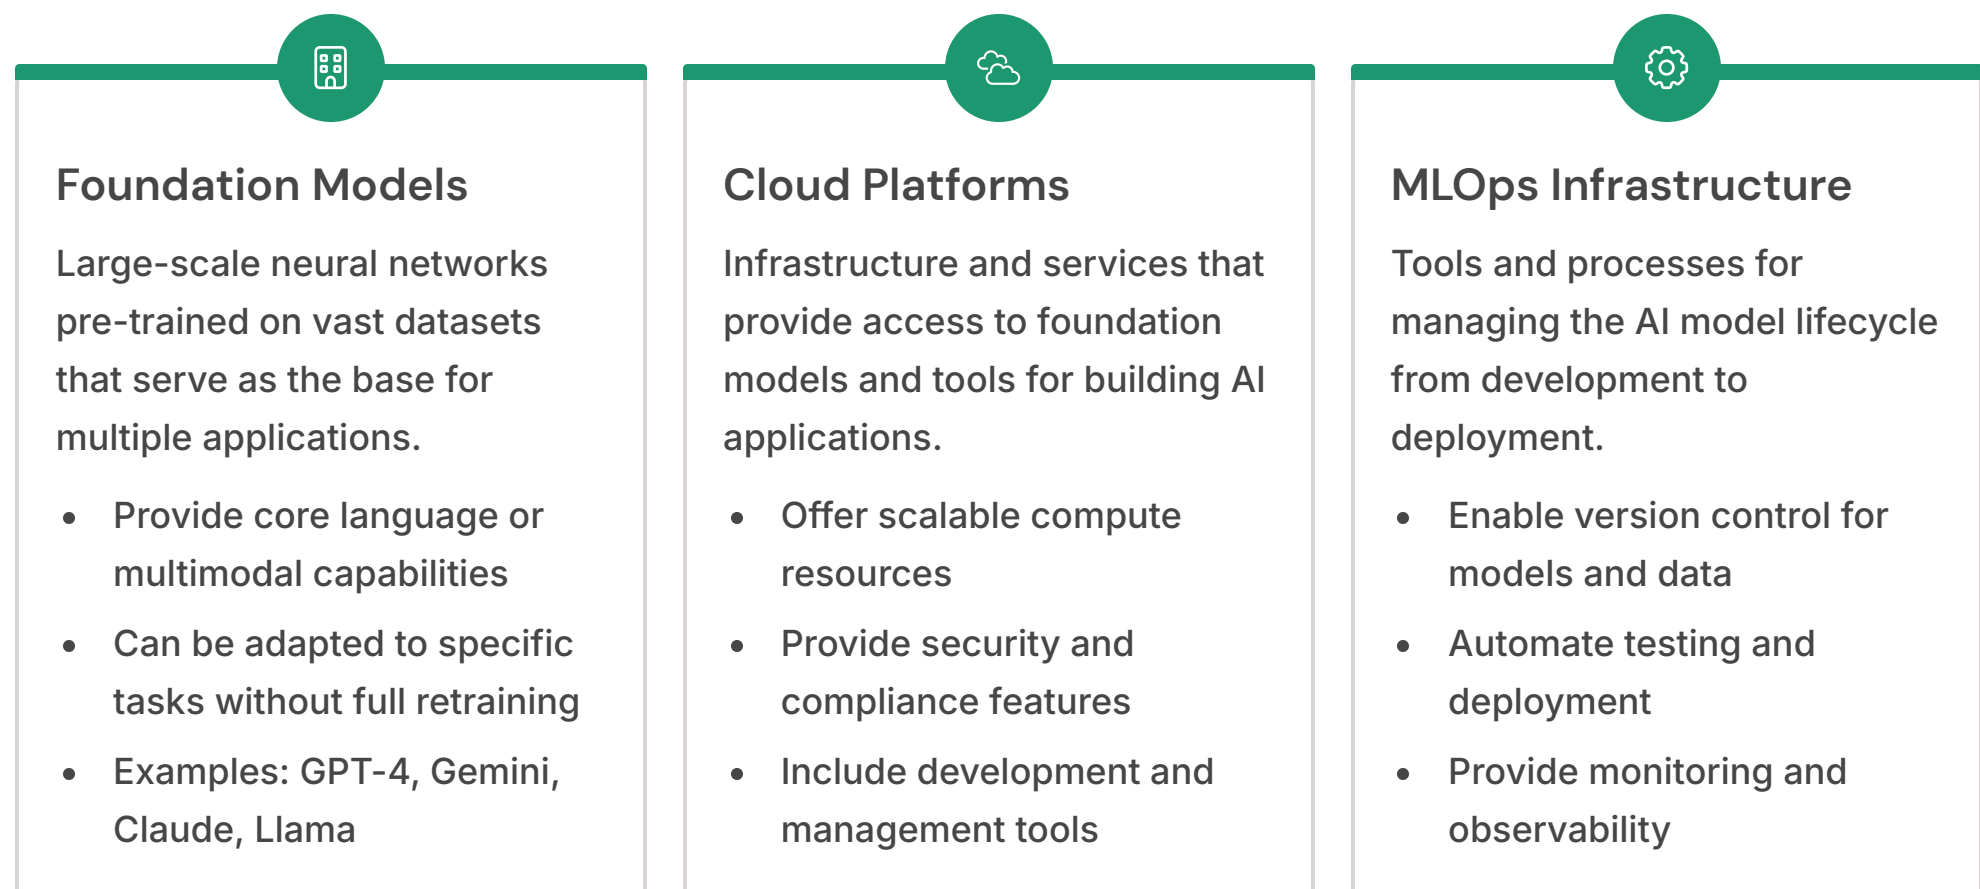 Foundation Models
Large-scale neural networks
pre-trained on vast datasets
that serve as the base for
multiple applications.
• Provide core language or
multimodal capabilities
• Can be adapted to specific
tasks without full retraining
• Examples: GPT-4, Gemini,
Claude, Llama
Cloud Platforms
Infrastructure and services that
provide access to foundation
models and tools for building AI
applications.
• Offer scalable compute
resources
• Provide security and
compliance features
• Include development and
management tools
MLOps Infrastructure
Tools and processes for
managing the AI model lifecycle
from development to
deployment.
• Enable version control for
models and data
• Automate testing and
deployment
• Provide monitoring and
observability